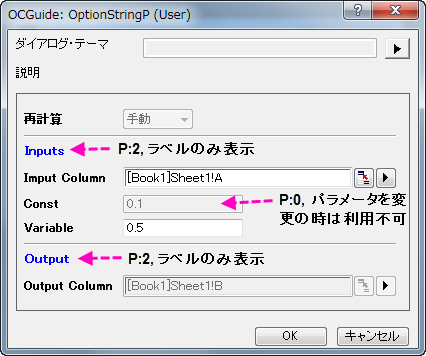 OCGuide: OptionStringP (User)
ダイアログ・テーマ
説明
再計算 手動
Inputs P:2, ラベルのみ表示
Imput Column [Book1]Sheet1!A
Const 0.1 P:0, パラメータを変
更の時は利用不可
Variable 0.5
Output P:2, ラベルのみ表示
Output Column [Book1]Sheet1!B
OK キャンセル